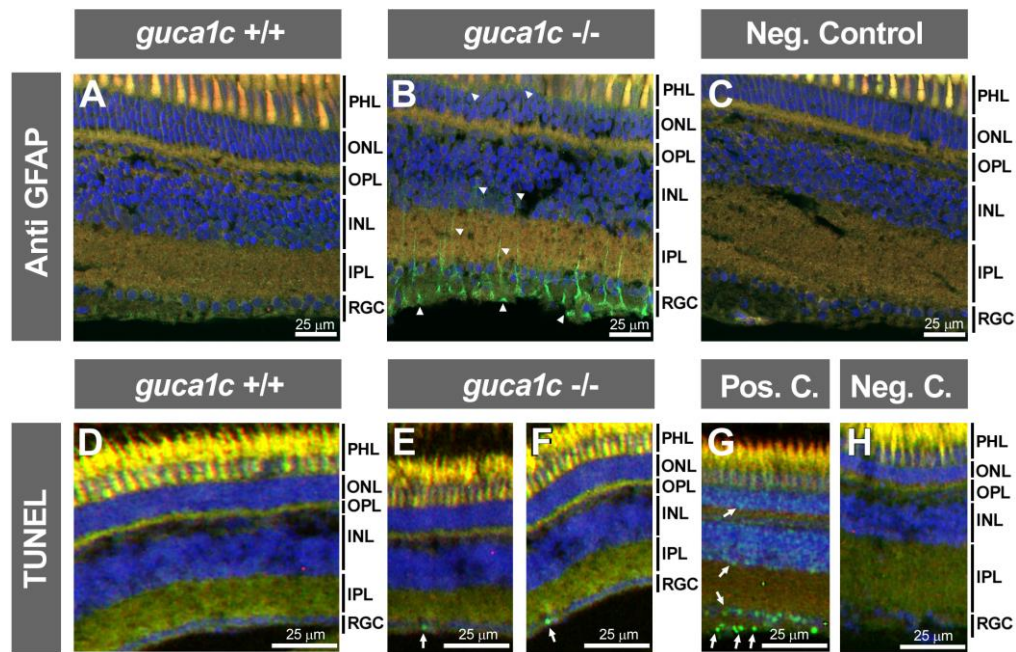 guca1c +/+
guca1c -/-
Neg. Control
Anti GFAP
A
PHL
ONL
OPL
INL
IPL
RGC
25 µm
B
PHL
ONL
OPL
INL
IPL
RGC
25 µm
C
PHL
ONL
OPL
INL
IPL
RGC
25 µm
guca1c +/+
guca1c -/-
Pos. C.
Neg. C.
TUNEL
D
PHL
ONL
OPL
INL
IPL
RGC
25 µm
E
25 µm
F
PHL
ONL
OPL
INL
IPL
RGC
25 µm
G
25 µm
H
PHL
ONL
OPL
INL
IPL
RGC
25 µm